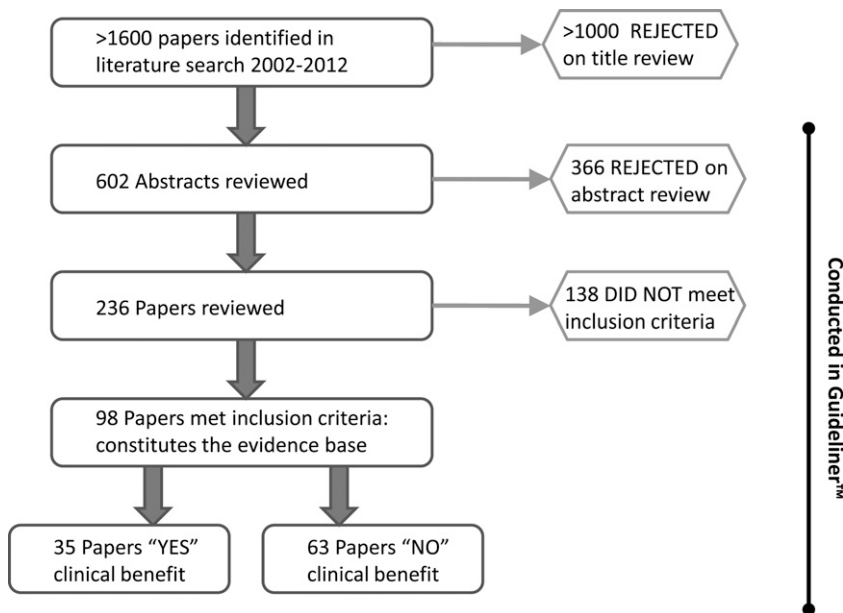 >1600 papers identified in
literature search 2002-2012
>1000 REJECTED
on title review
602 Abstracts reviewed
366 REJECTED on
abstract review
236 Papers reviewed
138 DID NOT meet
inclusion criteria
98 Papers met inclusion criteria:
constitutes the evidence base
35 Papers “YES”
clinical benefit
63 Papers “NO”
clinical benefit
Conducted in Guideliner™